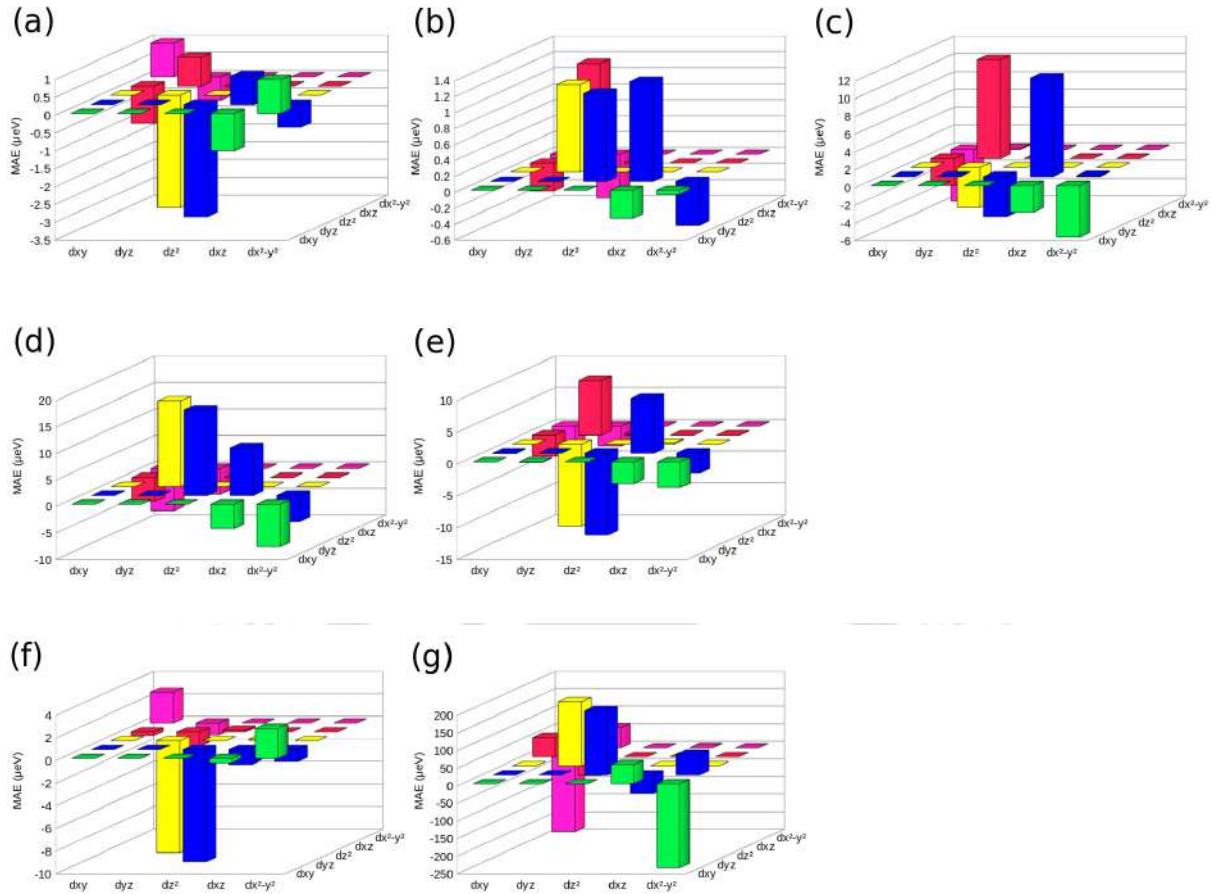 (a)
MAE (µeV)
1
0.5
0
-0.5
-1
-1.5
-2
-2.5
-3
-3.5
dxy dyz dz² dxz dx²-y²
dxy
dyz
dz²
dxz
dx²-y²
(b)
MAE (µeV)
1.4
1.2
1
0.8
0.6
0.4
0.2
0
-0.2
-0.4
-0.6
dxy dyz dz² dxz dx²-y²
dxy
dyz
dz²
dxz
dx²-y²
(c)
MAE (µeV)
12
10
8
6
4
2
0
-2
-4
-6
dxy dyz dz² dxz dx²-y²
dxy
dyz
dz²
dxz
dx²-y²
(d)
MAE (µeV)
20
15
10
5
0
-5
-10
dxy dyz dz² dxz dx²-y²
dxy
dyz
dz²
dxz
dx²-y²
(e)
MAE (µeV)
10
5
0
-5
-10
-15
dxy dyz dz² dxz dx²-y²
dxy
dyz
dz²
dxz
dx²-y²
(f)
MAE (µeV)
4
2
0
-2
-4
-6
-8
-10
dxy dyz dz² dxz dx²-y²
dxy
dyz
dz²
dxz
dx²-y²
(g)
MAE (µeV)
200
150
100
50
0
-50
-100
-150
-200
-250
dxy dyz dz² dxz dx²-y²
dxy
dyz
dz²
dxz
dx²-y²